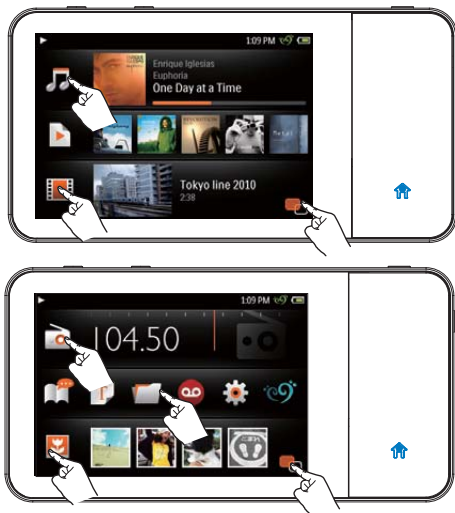 1:09 PM
Enrique Iglesias
Euphoria
One Day at a Time
Tokyo line 2010
2:38
1:09 PM
104.50
T